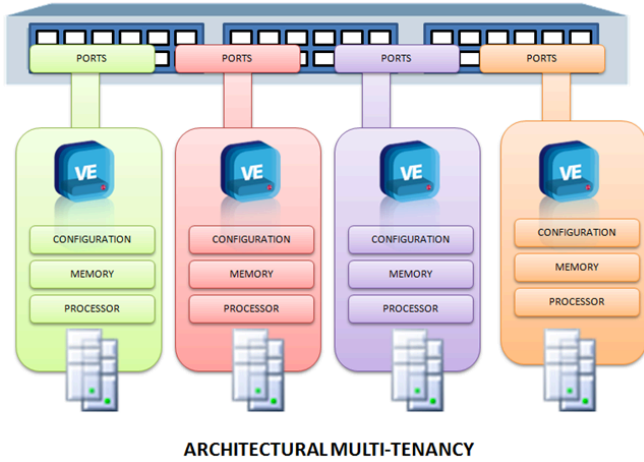 PORTS
PORTS
PORTS
PORTS
VE
VE
VE
VE
CONFIGURATION
CONFIGURATION
CONFIGURATION
CONFIGURATION
MEMORY
MEMORY
MEMORY
MEMORY
PROCESSOR
PROCESSOR
PROCESSOR
PROCESSOR
ARCHITECTURAL MULTI-TENANCY